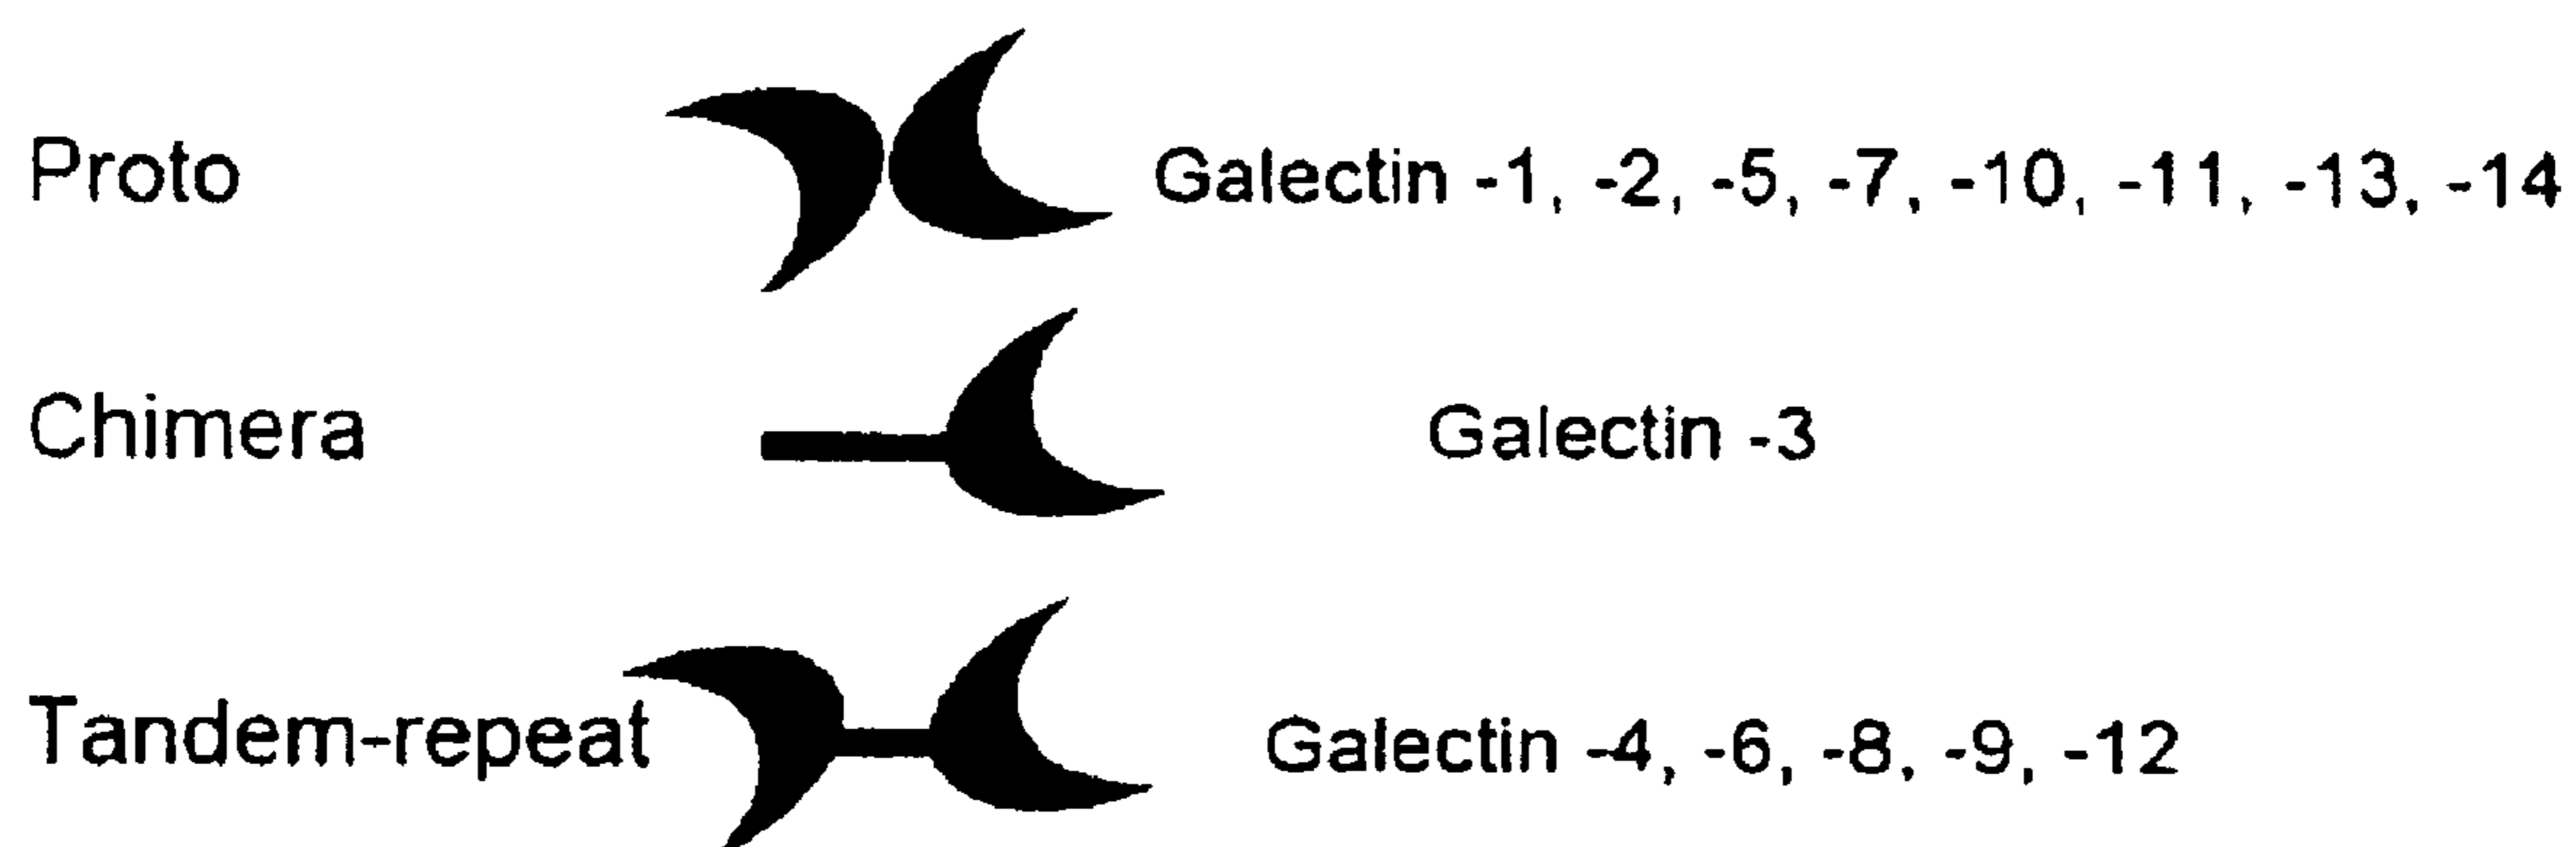 Proto Galectin -1, -2, -5, -7, -10, -11, -13, -14
Chimera Galectin -3
Tandem-repeat Galectin -4, -6, -8, -9, -12